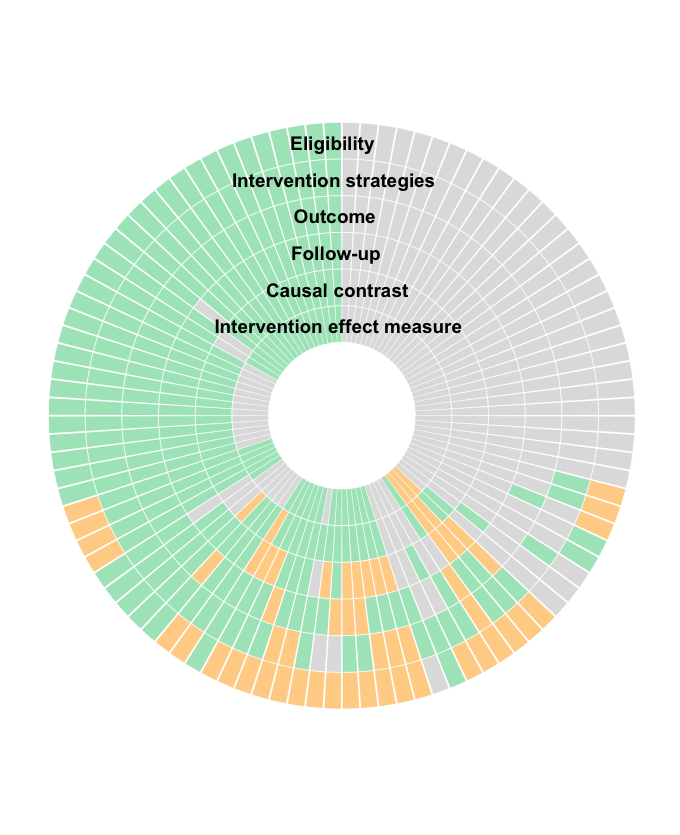 Eligibility
Intervention strategies
Outcome
Follow-up
Causal contrast
Intervention effect measure